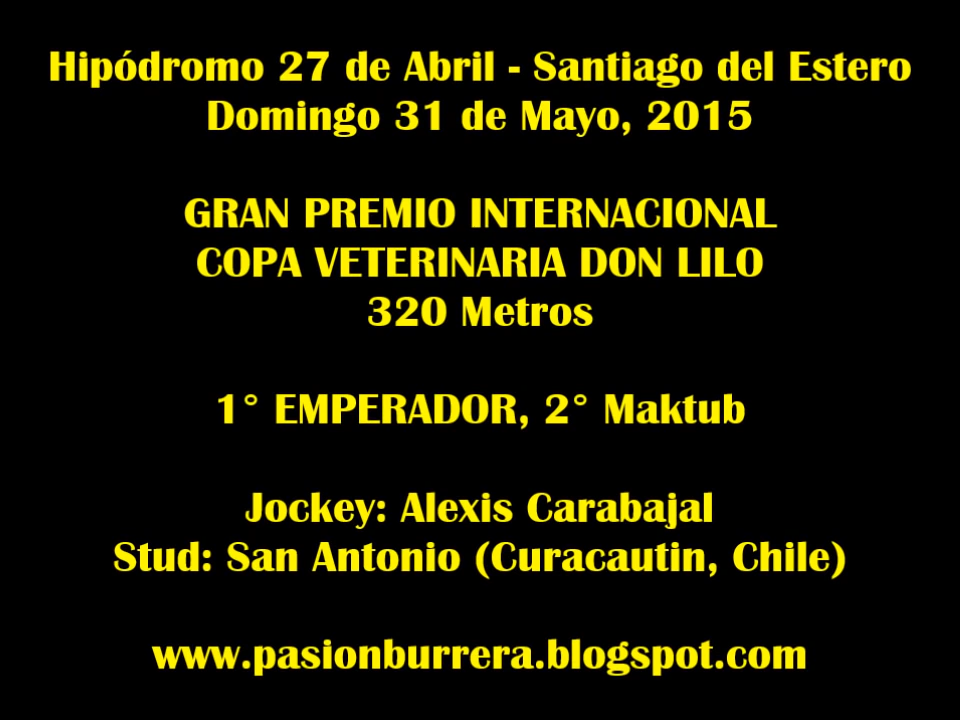 Hipódromo 27 de Abril - Santiago del Estero
Domingo 31 de Mayo, 2015
GRAN PREMIO INTERNACIONAL
COPA VETERINARIA DON LILO
320 Metros
1° EMPERADOR, 2° Maktub
Jockey: Alexis Carabajal
Stud: San Antonio (Curacautin, Chile)
www.pasionburrera.blogspot.com